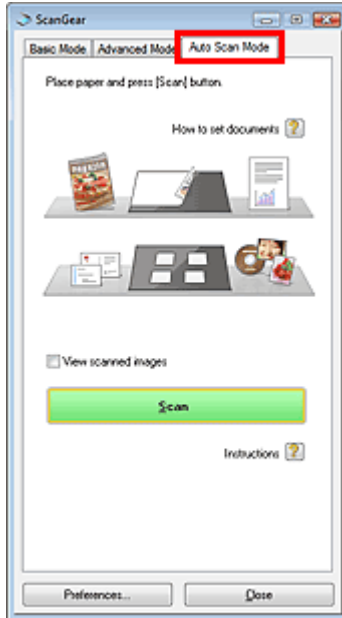 ScanGear
Basic Mode Advanced Mode Auto Scan Mode
Place paper and press [Scan] button.
How to set documents
View scanned images
Scan
Instructions
Preferences... Close